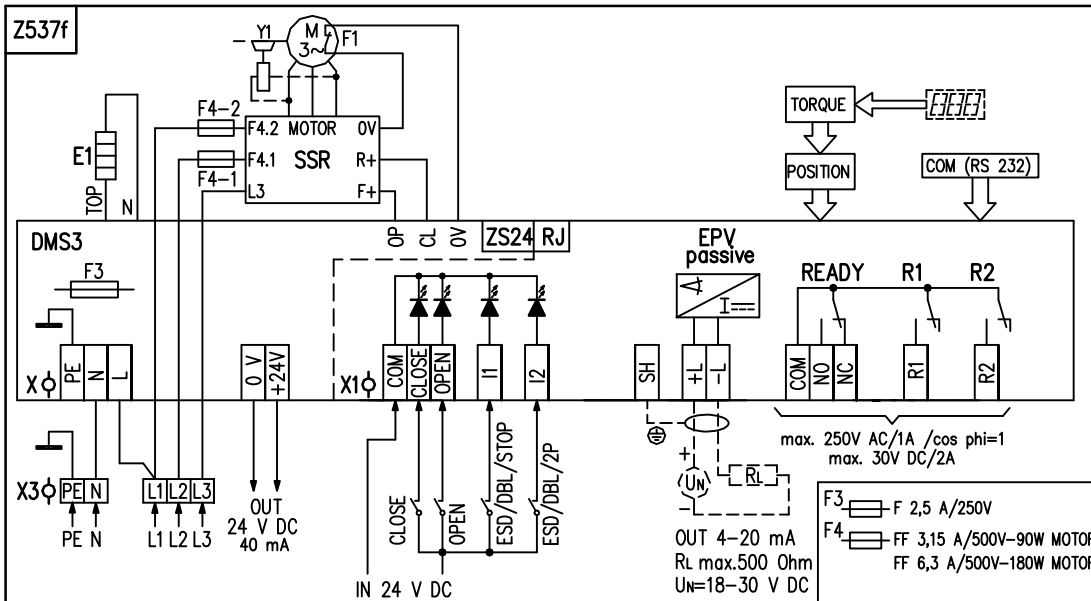 Z537f
Y1
M
3~
F1
F4-2
F4.2 MOTOR 0V
SSR
F4.1 R+
F4-1
L3 F+
E1
TOP
N
TORQUE
POSITION
COM (RS 232)
DMS3
F3
OP
CL
0V
ZS24 RJ
EPV
passive
I
READY R1 R2
X
PE
N
L
0 V
+24V
X1
COM
CLOSE
OPEN
I1
I2
SH
+L
-L
COM
NO
NC
R1
R2
max. 250V AC/1A /cos phi=1
max. 30V DC/2A
X3
PE N
L1 L2 L3
PE N L1 L2 L3
OUT
24 V DC
40 mA
CLOSE
OPEN
ESD/DBL/STOP
ESD/DBL/2P
IN 24 V DC
+
UN
-
RL
OUT 4-20 mA
RL max.500 Ohm
UN=18-30 V DC
F3 F 2,5 A/250V
F4 FF 3,15 A/500V-90W MOTOR
FF 6,3 A/500V-180W MOTOR